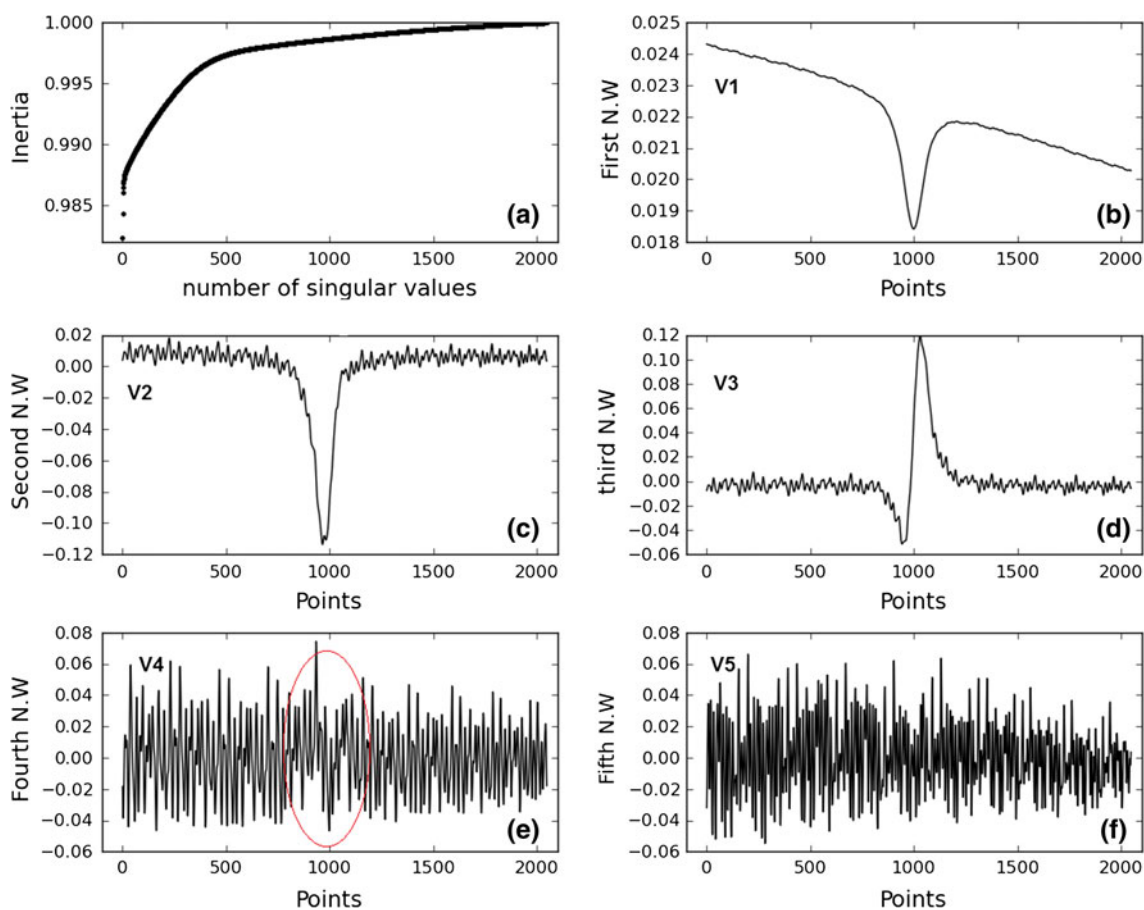 1.000
0.995
0.990
0.985
Inertia
(a)
0 500 1000 1500 2000
number of singular values
0.025
0.024
0.023
0.022
0.021
0.020
0.019
0.018
First N.W
V1
(b)
0 500 1000 1500 2000
Points
0.02
0.00
−0.02
−0.04
−0.06
−0.08
−0.10
−0.12
Second N.W
V2
(c)
0 500 1000 1500 2000
Points
0.12
0.10
0.08
0.06
0.04
0.02
0.00
−0.02
−0.04
−0.06
third N.W
V3
(d)
0 500 1000 1500 2000
Points
0.08
0.06
0.04
0.02
0.00
−0.02
−0.04
−0.06
Fourth N.W
V4
(e)
0 500 1000 1500 2000
Points
0.08
0.06
0.04
0.02
0.00
−0.02
−0.04
−0.06
Fifth N.W
V5
(f)
0 500 1000 1500 2000
Points